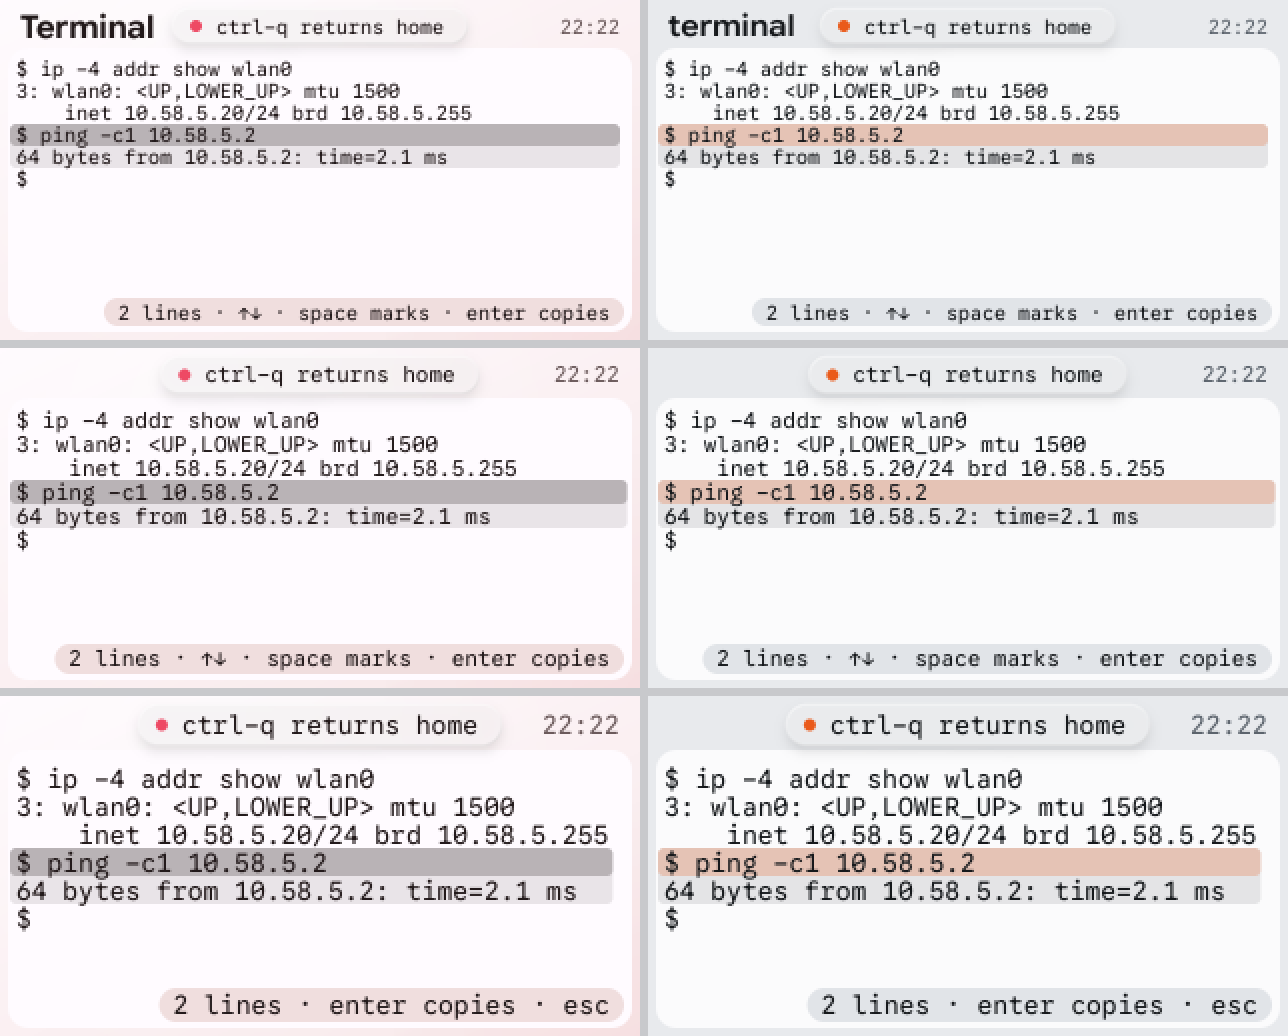 Terminal
ctrl-q returns home
22:22
$ ip -4 addr show wlan0
3: wlan0: <UP,LOWER_UP> mtu 1500
inet 10.58.5.20/24 brd 10.58.5.255
$ ping -c1 10.58.5.2
64 bytes from 10.58.5.2: time=2.1 ms
$
2 lines · ↑↓ · space marks · enter copies
terminal
ctrl-q returns home
22:22
$ ip -4 addr show wlan0
3: wlan0: <UP,LOWER_UP> mtu 1500
inet 10.58.5.20/24 brd 10.58.5.255
$ ping -c1 10.58.5.2
64 bytes from 10.58.5.2: time=2.1 ms
$
2 lines · ↑↓ · space marks · enter copies
ctrl-q returns home
22:22
$ ip -4 addr show wlan0
3: wlan0: <UP,LOWER_UP> mtu 1500
inet 10.58.5.20/24 brd 10.58.5.255
$ ping -c1 10.58.5.2
64 bytes from 10.58.5.2: time=2.1 ms
$
2 lines · ↑↓ · space marks · enter copies
ctrl-q returns home
22:22
$ ip -4 addr show wlan0
3: wlan0: <UP,LOWER_UP> mtu 1500
inet 10.58.5.20/24 brd 10.58.5.255
$ ping -c1 10.58.5.2
64 bytes from 10.58.5.2: time=2.1 ms
$
2 lines · ↑↓ · space marks · enter copies
ctrl-q returns home
22:22
$ ip -4 addr show wlan0
3: wlan0: <UP,LOWER_UP> mtu 1500
inet 10.58.5.20/24 brd 10.58.5.255
$ ping -c1 10.58.5.2
64 bytes from 10.58.5.2: time=2.1 ms
$
2 lines · enter copies · esc
ctrl-q returns home
22:22
$ ip -4 addr show wlan0
3: wlan0: <UP,LOWER_UP> mtu 1500
inet 10.58.5.20/24 brd 10.58.5.255
$ ping -c1 10.58.5.2
64 bytes from 10.58.5.2: time=2.1 ms
$
2 lines · enter copies · esc